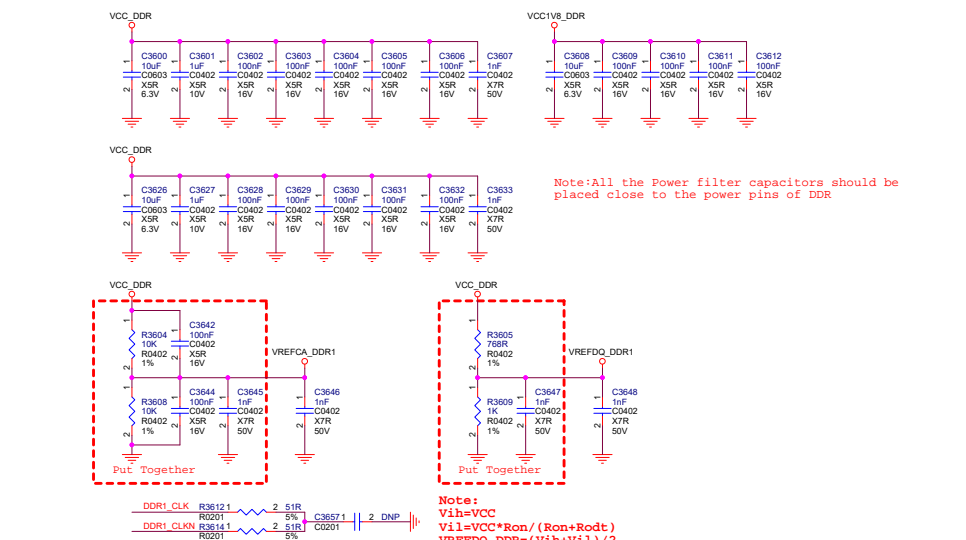 VCC_DDR
C3600 10uF C0603 X5R 6.3V
C3601 1uF C0402 X5R 10V
C3602 100nF C0402 X5R 16V
C3603 100nF C0402 X5R 16V
C3604 100nF C0402 X5R 16V
C3605 100nF C0402 X5R 16V
C3606 100nF C0402 X5R 16V
C3607 1nF C0402 X7R 50V
VCC1V8_DDR
C3608 10uF C0603 X5R 6.3V
C3609 100nF C0402 X5R 16V
C3610 100nF C0402 X5R 16V
C3611 100nF C0402 X5R 16V
C3612 100nF C0402 X5R 16V
VCC_DDR
C3626 10uF C0603 X5R 6.3V
C3627 1uF C0402 X5R 10V
C3628 100nF C0402 X5R 16V
C3629 100nF C0402 X5R 16V
C3630 100nF C0402 X5R 16V
C3631 100nF C0402 X5R 16V
C3632 100nF C0402 X5R 16V
C3633 1nF C0402 X7R 50V
Note:All the Power filter capacitors should be
placed close to the power pins of DDR
VCC_DDR
R3604 10K R0402 1%
C3642 100nF C0402 X5R 16V
VREFCA_DDR1
R3608 10K R0402 1%
C3644 100nF C0402 X5R 16V
C3645 1nF C0402 X7R 50V
C3646 1nF C0402 X7R 50V
Put Together
VCC_DDR
R3605 768R R0402 1%
VREFDQ_DDR1
R3609 1K R0402 1%
C3647 1nF C0402 X7R 50V
C3648 1nF C0402 X7R 50V
Put Together
DDR1_CLK R3612 1 2 51R
R0201 5%
C3657 1 2 DNP
C0201
DDR1_CLKN R3614 1 2 51R
R0201 5%
Note:
Vih=VCC
Vil=VCC*Ron/(Ron+Rodt)
VREFDQ_DDR=(Vih+Vil)/2